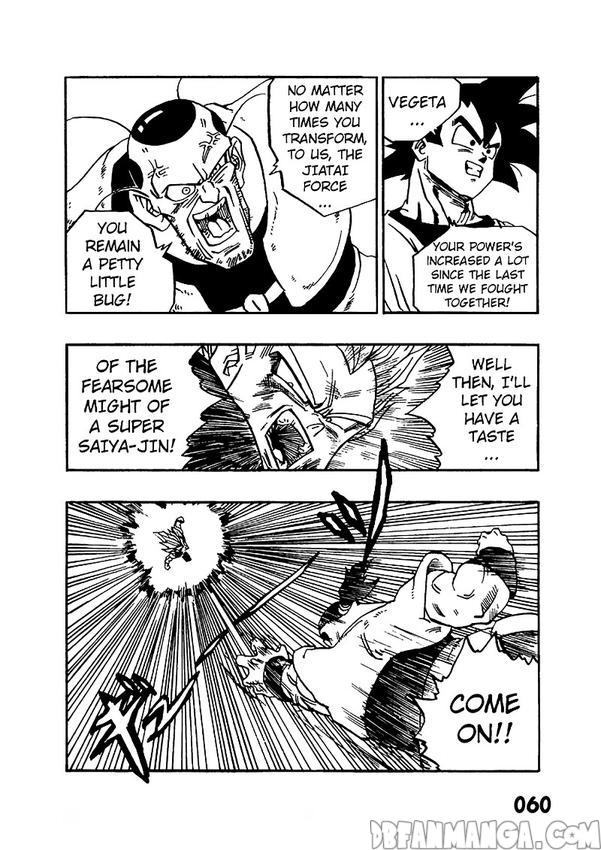 VEGETA
...
YOUR POWER'S
INCREASED A LOT
SINCE THE LAST
TIME WE FOUGHT
TOGETHER!
NO MATTER
HOW MANY
TIMES YOU
TRANSFORM,
TO US, THE
JIATAI
FORCE
...
YOU
REMAIN
A PETTY
LITTLE
BUG!
WELL
THEN, I'LL
LET YOU
HAVE A
TASTE
...
OF THE
FEARSOME
MIGHT OF
A SUPER
SAIYA-JIN!
COME
ON!!
060
DBFANMANGA.COM